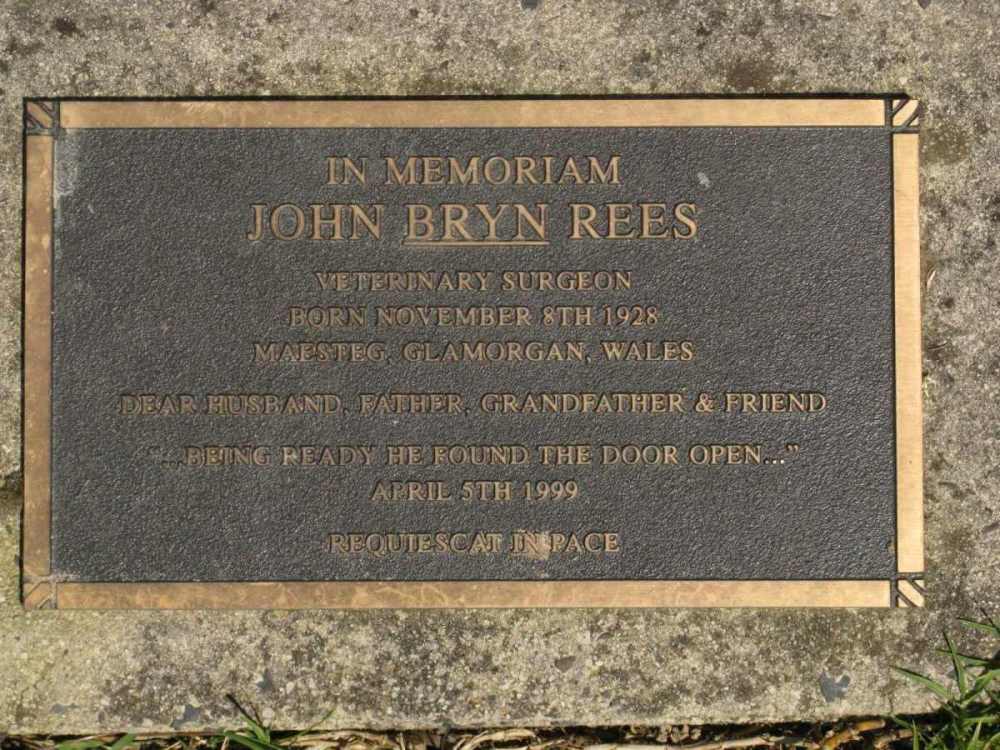 IN MEMORIAM
JOHN BRYN REES
VETERINARY SURGEON
BORN NOVEMBER 8TH 1928
MAESTEG, GLAMORGAN, WALES
DEAR HUSBAND, FATHER, GRANDFATHER & FRIEND
"...BEING READY HE FOUND THE DOOR OPEN..."
APRIL 5TH 1999
REQUIESCAT IN PACE